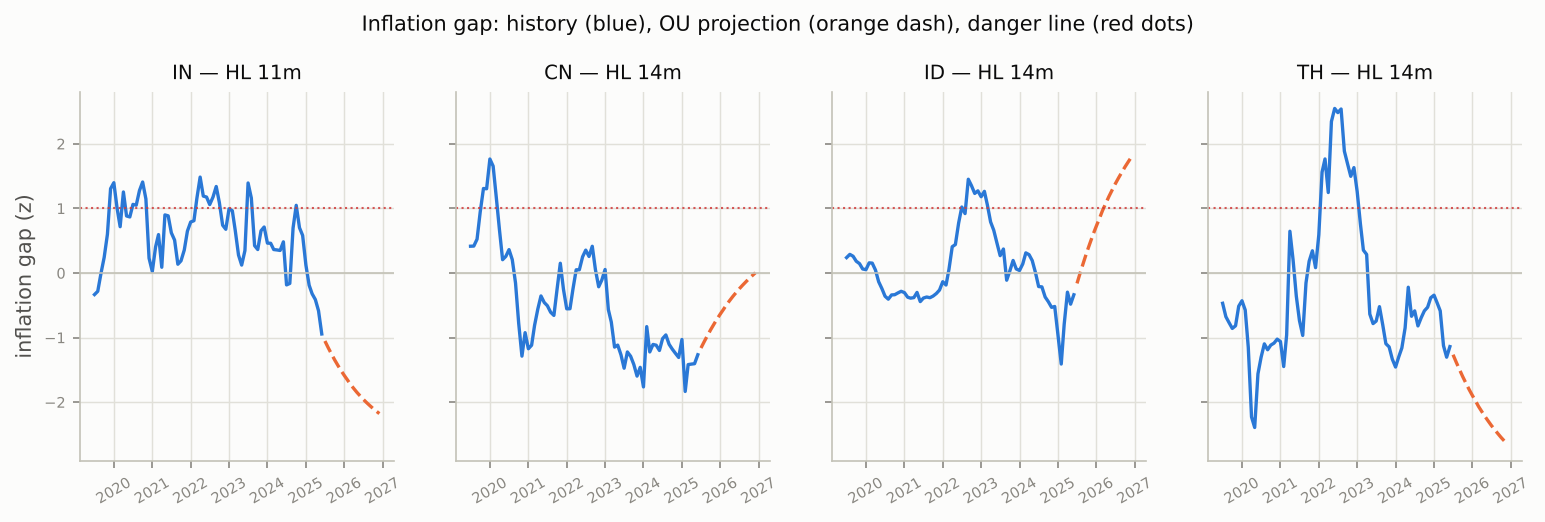 Inflation gap: history (blue), OU projection (orange dash), danger line (red dots)
IN — HL 11m
CN — HL 14m
ID — HL 14m
TH — HL 14m
inflation gap (z)
2
1
0
−1
−2
2020 2021 2022 2023 2024 2025 2026 2027
2020 2021 2022 2023 2024 2025 2026 2027
2020 2021 2022 2023 2024 2025 2026 2027
2020 2021 2022 2023 2024 2025 2026 2027